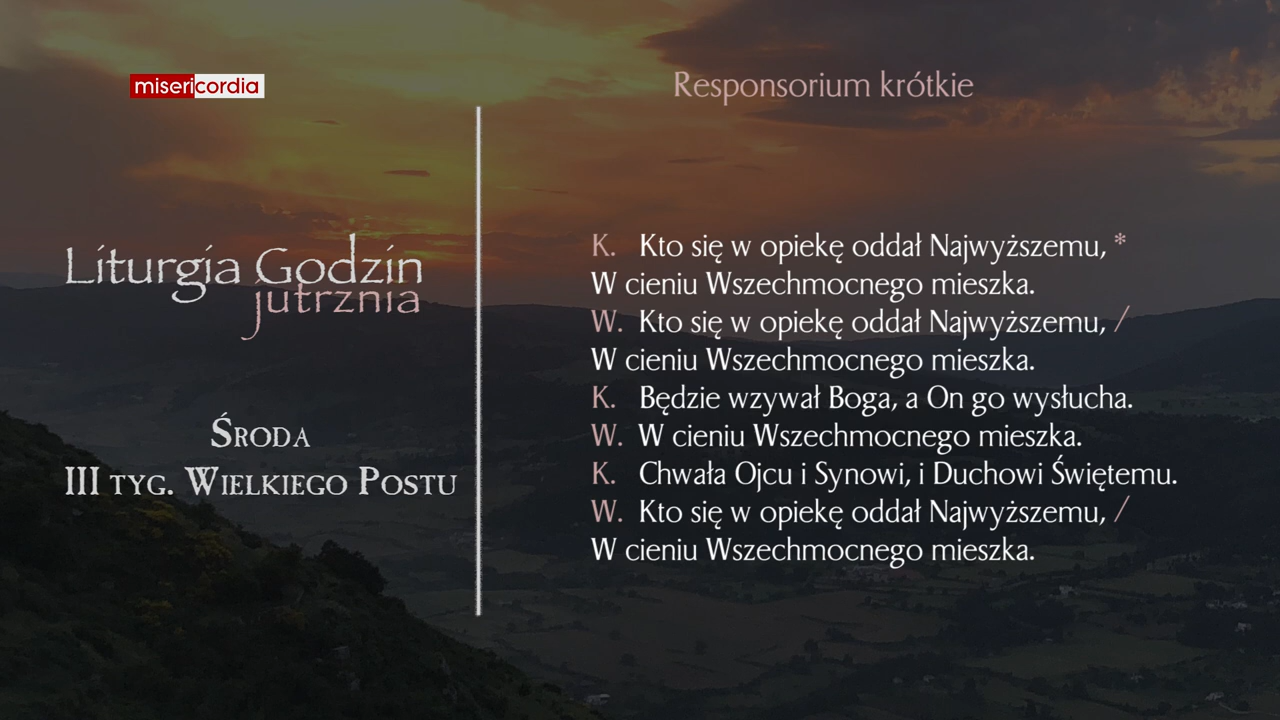 misericordia
Liturgia Godzin
jutrznia
Środa
III tyg. Wielkiego Postu
Responsorium krótkie
K. Kto się w opiekę oddał Najwyższemu, *
W cieniu Wszechmocnego mieszka.
W. Kto się w opiekę oddał Najwyższemu, /
W cieniu Wszechmocnego mieszka.
K. Będzie wzywał Boga, a On go wysłucha.
W. W cieniu Wszechmocnego mieszka.
K. Chwała Ojcu i Synowi, i Duchowi Świętemu.
W. Kto się w opiekę oddał Najwyższemu, /
W cieniu Wszechmocnego mieszka.